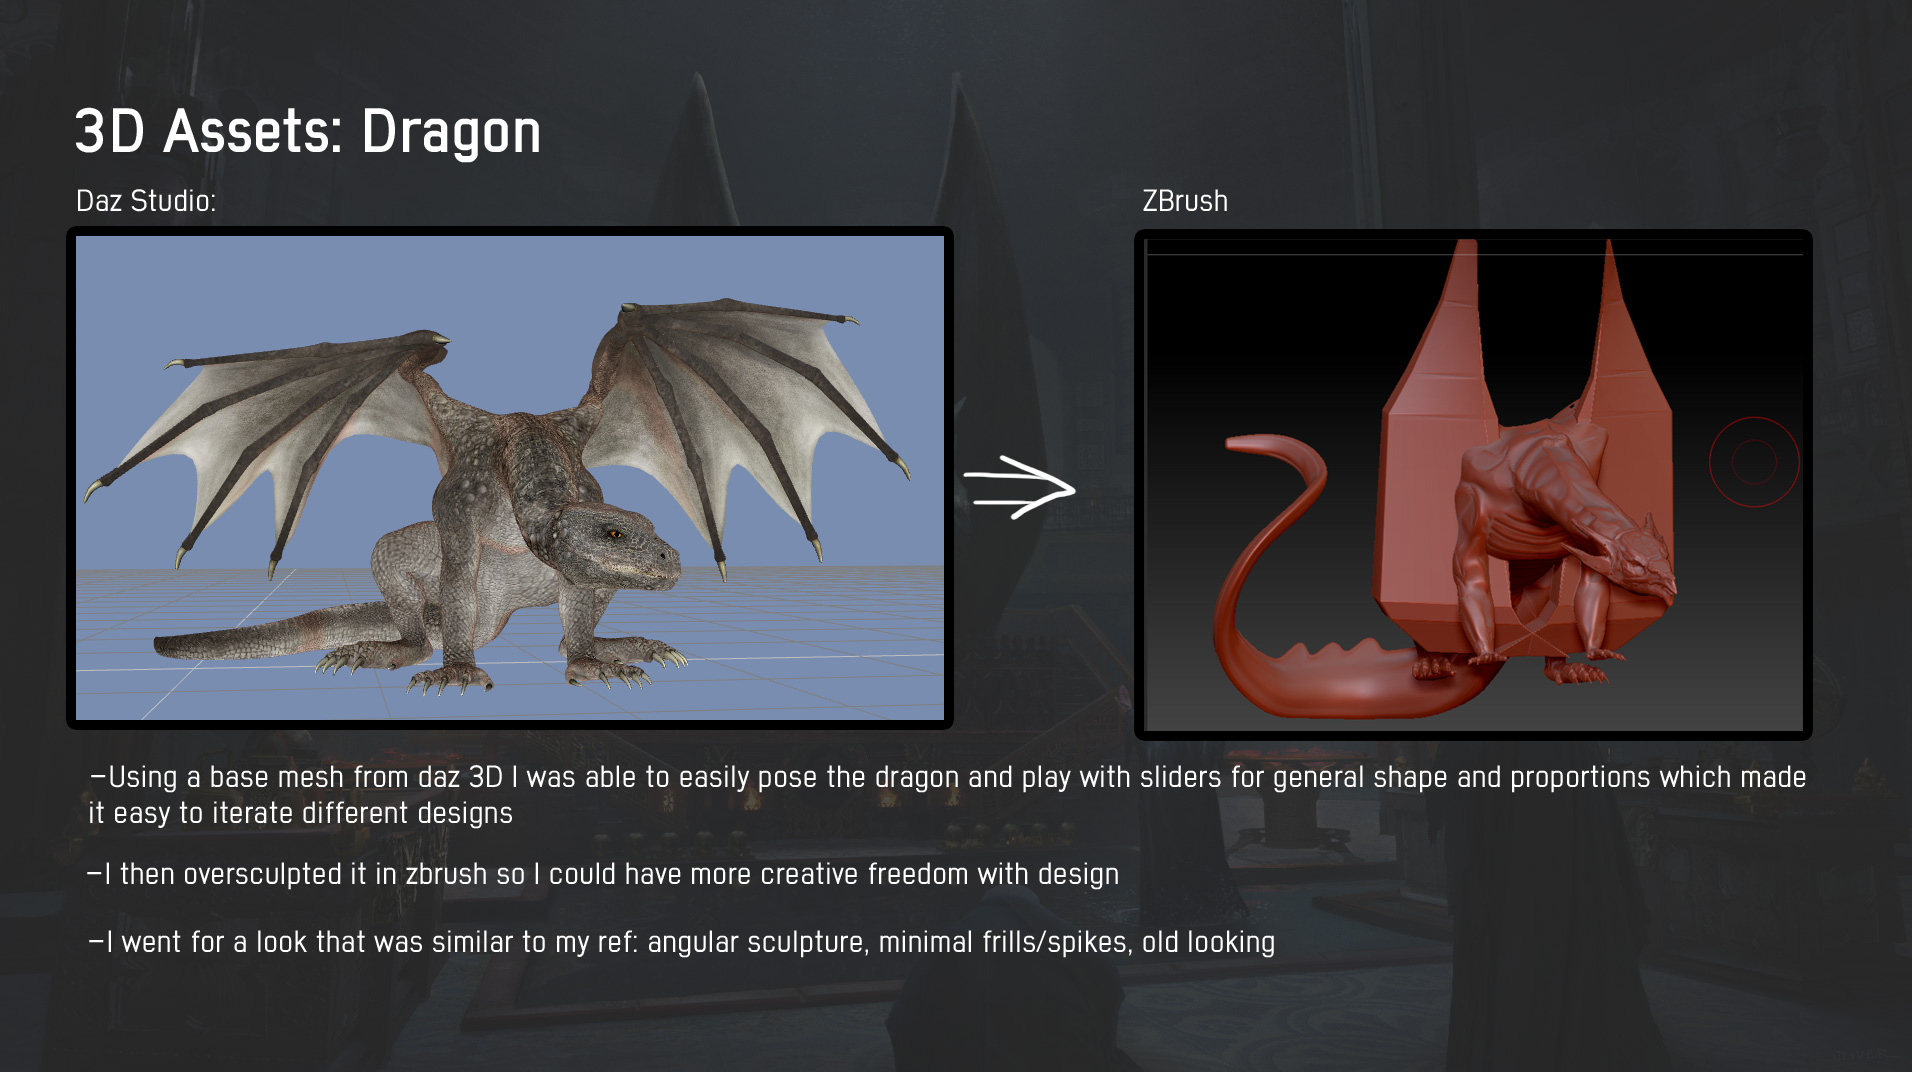 3D Assets: Dragon
Daz Studio:
ZBrush
-Using a base mesh from daz 3D I was able to easily pose the dragon and play with sliders for general shape and proportions which made
it easy to iterate different designs
-I then oversculpted it in zbrush so I could have more creative freedom with design
-I went for a look that was similar to my ref: angular sculpture, minimal frills/spikes, old looking